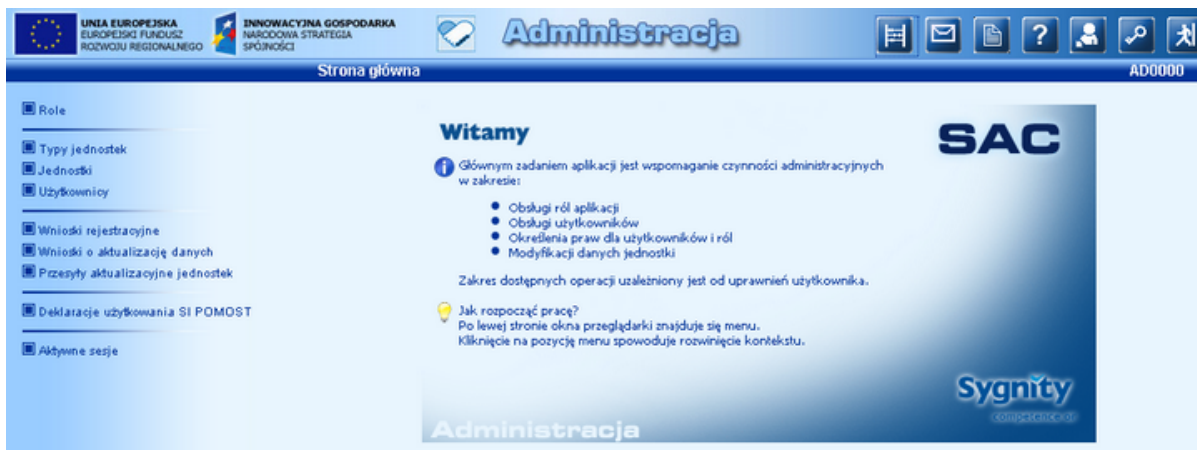 UNIA EUROPEJSKA
EUROPEJSKI FUNDUSZ
ROZWOJU REGIONALNEGO
INNOWACYJNA GOSPODARKA
NARODOWA STRATEGIA
SPÓJNOŚCI
Administracja
?
Strona główna
AD0000
Role
Typy jednostek
Jednostki
Użytkownicy
Wnioski rejestracyjne
Wnioski o aktualizację danych
Przesyły aktualizacyjne jednostek
Deklaracje użytkowania SI POMOST
Aktywne sesje
Witamy
SAC
Głównym zadaniem aplikacji jest wspomaganie czynności administracyjnych
w zakresie:
Obsługi ról aplikacji
Obsługi użytkowników
Określenia praw dla użytkowników i ról
Modyfikacji danych jednostki
Zakres dostępnych operacji uzależniony jest od uprawnień użytkownika.
Jak rozpocząć pracę?
Po lewej stronie okna przeglądarki znajduje się menu.
Kliknięcie na pozycję menu spowoduje rozwinięcie kontekstu.
Sygnity
Administracja